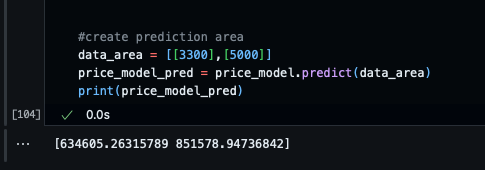 #create prediction area
data_area = [[3300],[5000]]
price_model_pred = price_model.predict(data_area)
print(price_model_pred)
[104] ✓ 0.0s
... [634605.26315789 851578.94736842]